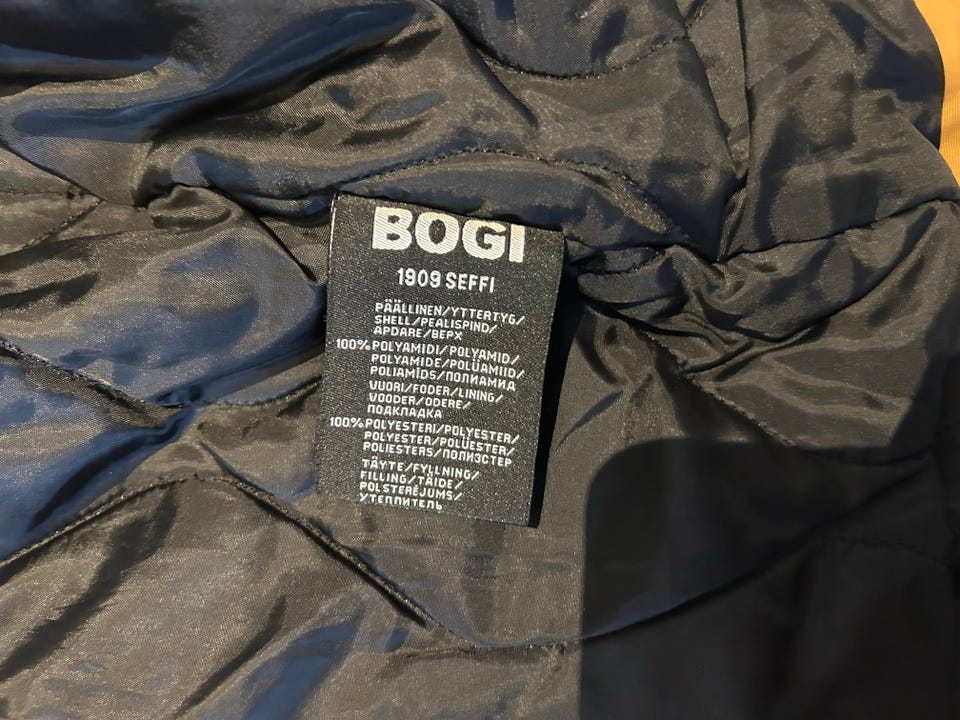 BOGI
1909 SEFFI
PÄÄLLINEN/YTTERTYG/
SHELL/PEALISPIND/
APDARE/ВЕРХ
100% POLYAMIDI/POLYAMID/
POLYAMIDE/POLÜAMIID/
POLIAMĪDS/ПОЛИАМИД
VUORI/FODER/LINING/
VOODER/ODERE/
ПОДКЛАДКА
100% POLYESTERI/POLYESTER/
POLYESTER/POLÜESTER/
POLIESTERS/ПОЛИЭСТЕР
TÄYTE/FYLLNING/
FILLING/TÄIDE/
POLSTERĒJUMS/
УТЕПЛИТЕЛЬ